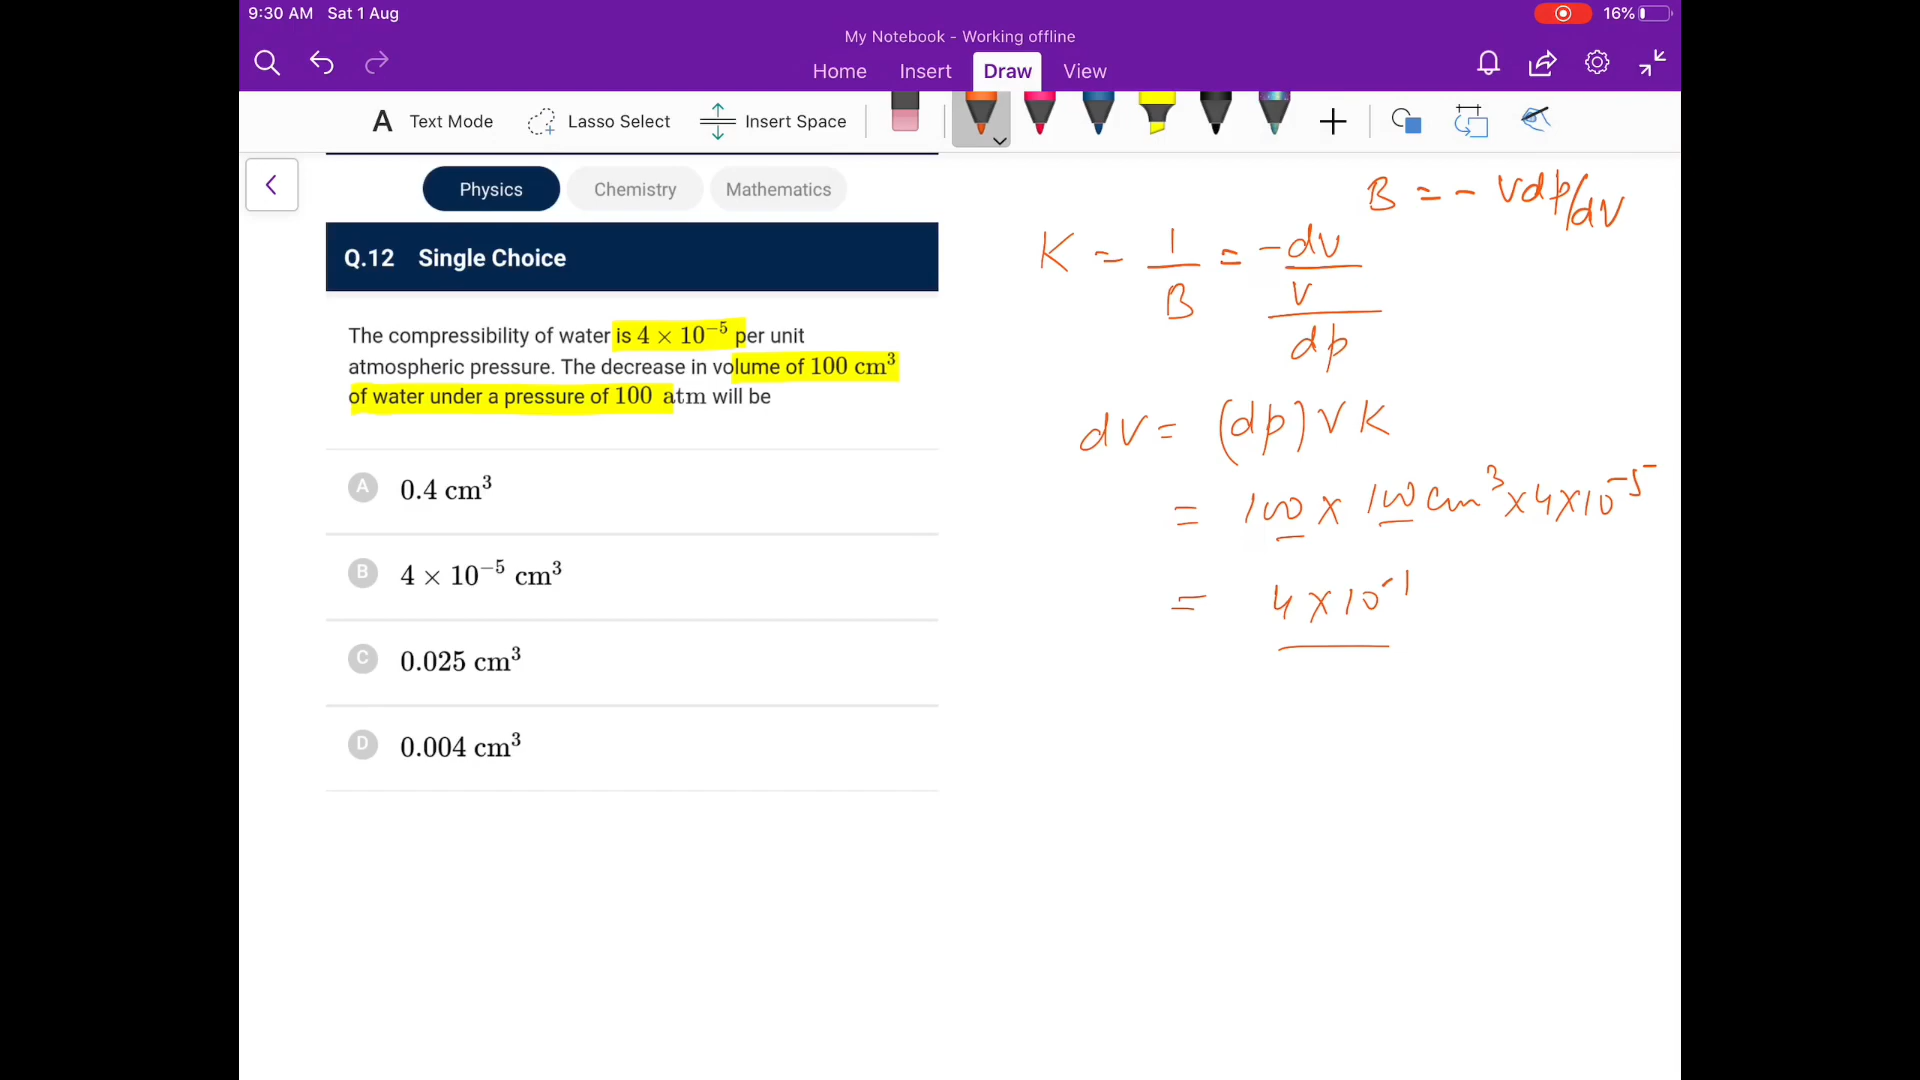 9:30 AM Sat 1 Aug
16%
My Notebook - Working offline
Home Insert Draw View
A Text Mode Lasso Select Insert Space
Physics Chemistry Mathematics
Q.12 Single Choice
The compressibility of water is 4 × 10⁻⁵ per unit
atmospheric pressure. The decrease in volume of 100 cm³
of water under a pressure of 100 atm will be
A 0.4 cm³
B 4 × 10⁻⁵ cm³
C 0.025 cm³
D 0.004 cm³
B = - Vdp/dV
K = 1/B = -dv/v/dp
dV = (dp) V K
= 100 × 100 cm³ × 4 × 10⁻⁵
= 4 × 10⁻¹